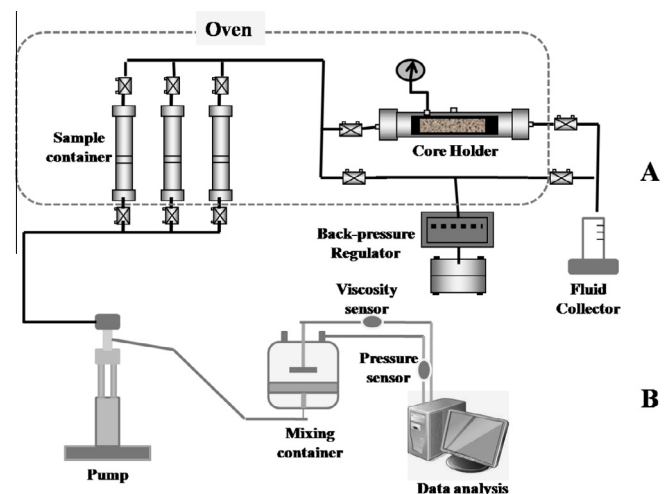 Oven
Sample
container
Core Holder
A
Back-pressure
Regulator
Fluid
Collector
Viscosity
sensor
Pressure
sensor
B
Mixing
container
Pump
Data analysis